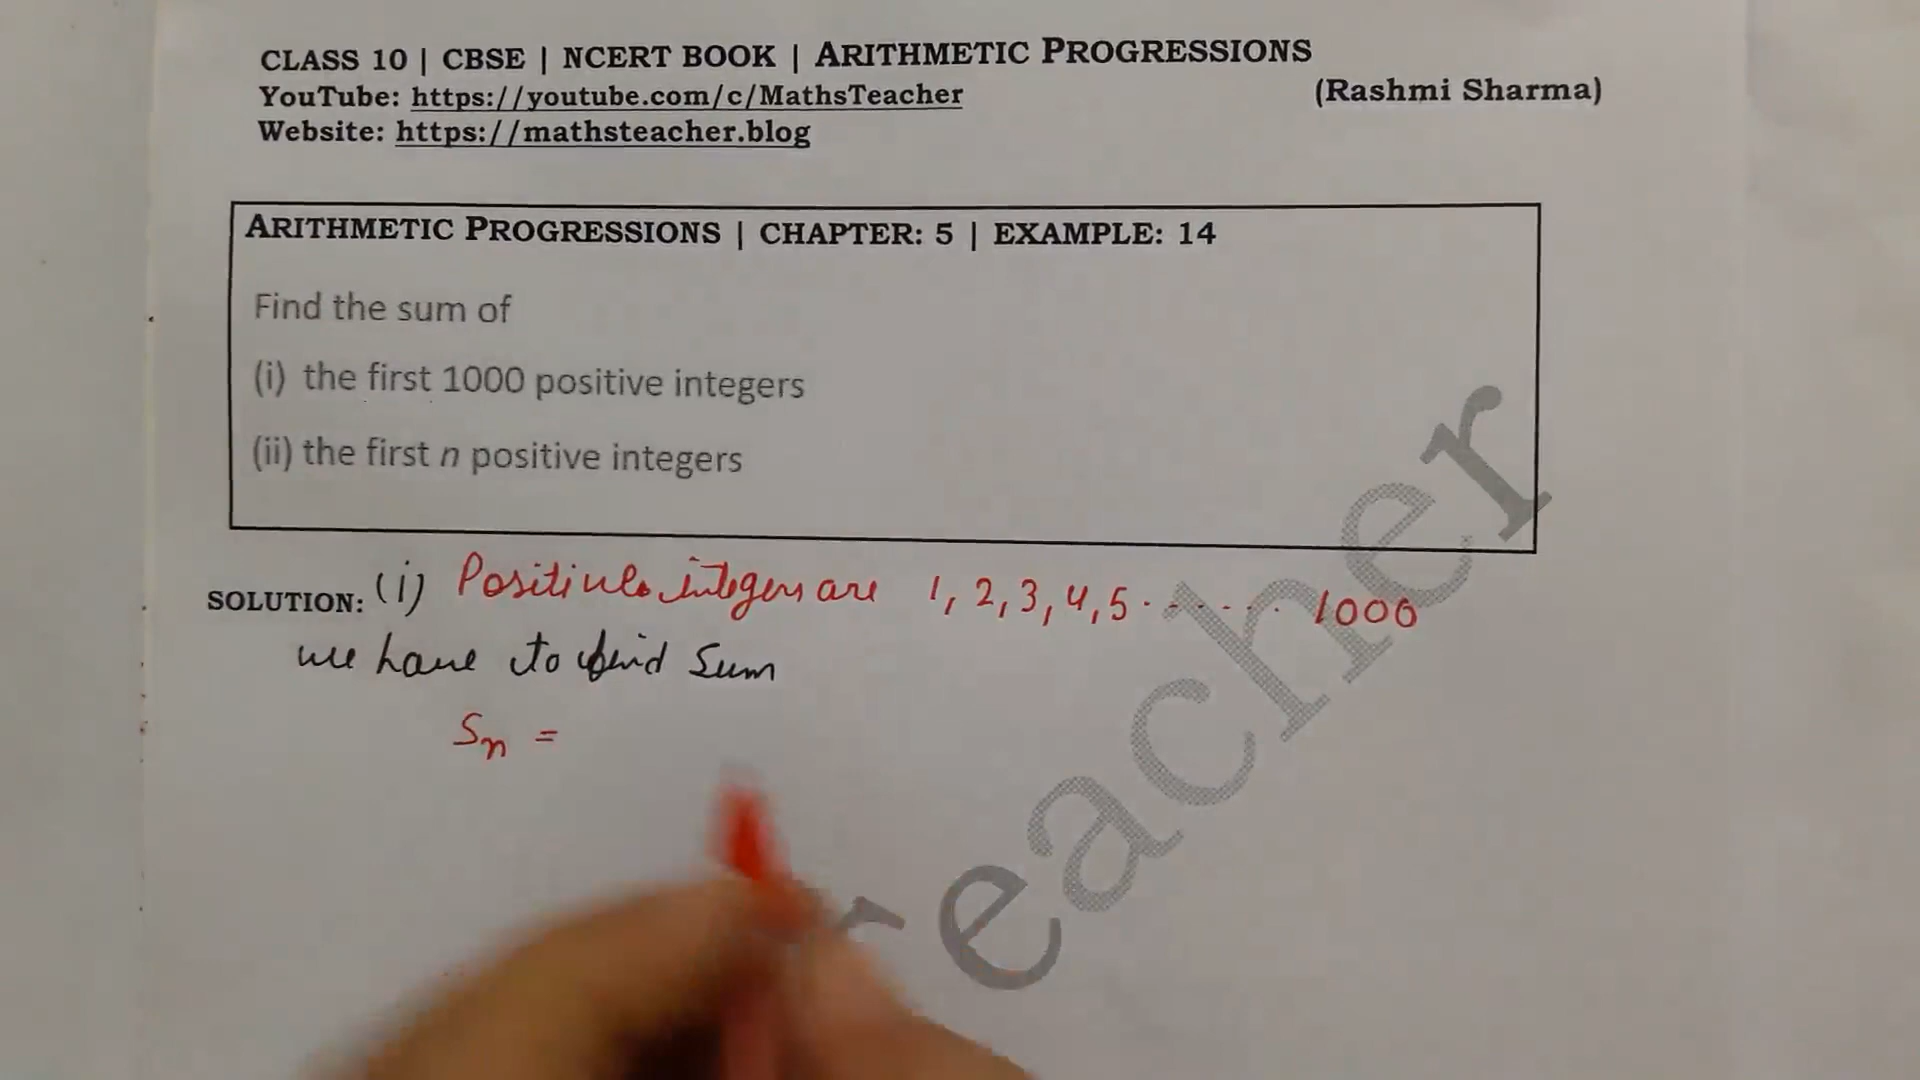 CLASS 10 | CBSE | NCERT BOOK | ARITHMETIC PROGRESSIONS
YouTube: https://youtube.com/c/MathsTeacher (Rashmi Sharma)
Website: https://mathsteacher.blog
ARITHMETIC PROGRESSIONS | CHAPTER: 5 | EXAMPLE: 14
Find the sum of
(i) the first 1000 positive integers
(ii) the first n positive integers
SOLUTION: (i) Positive integers are 1, 2, 3, 4, 5 ....... 1000
we have to find Sum
Sn =
eacher